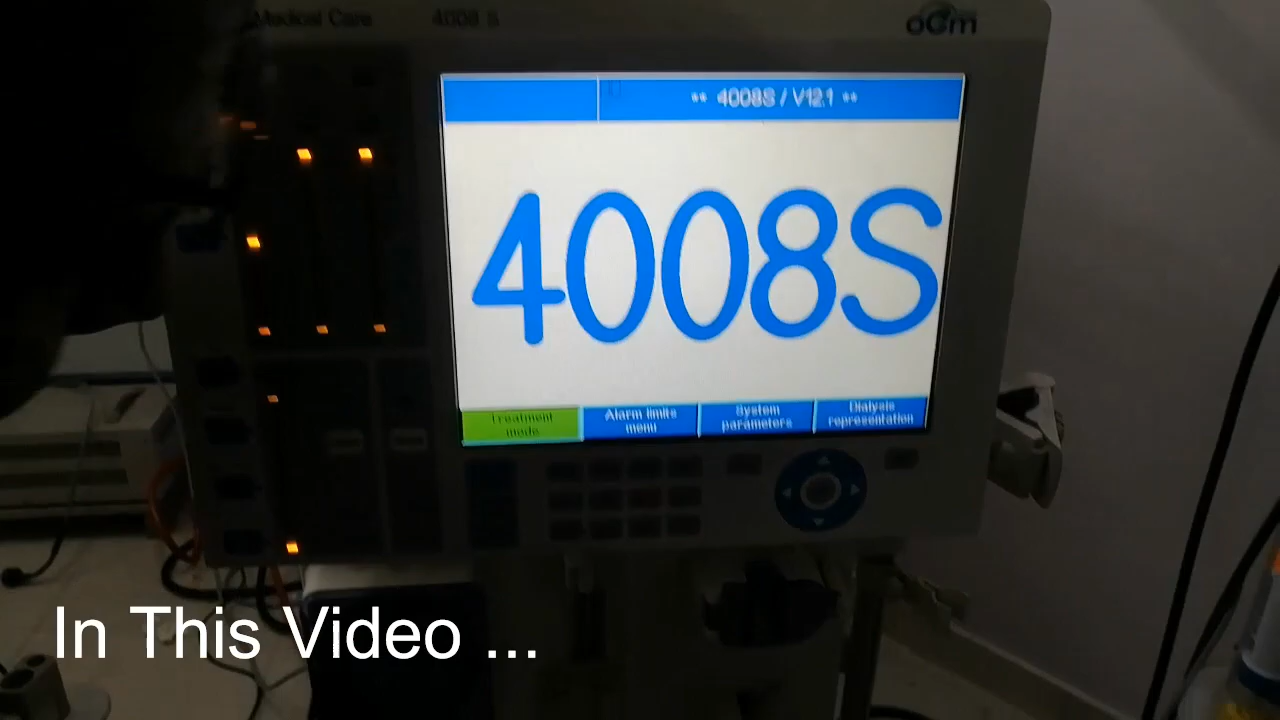 Medical Care 4008 S
OCM
** 4008S / V12.1 **
4008S
Treatment mode
Alarm limits menu
System parameters
Dialysis representation
In This Video ...